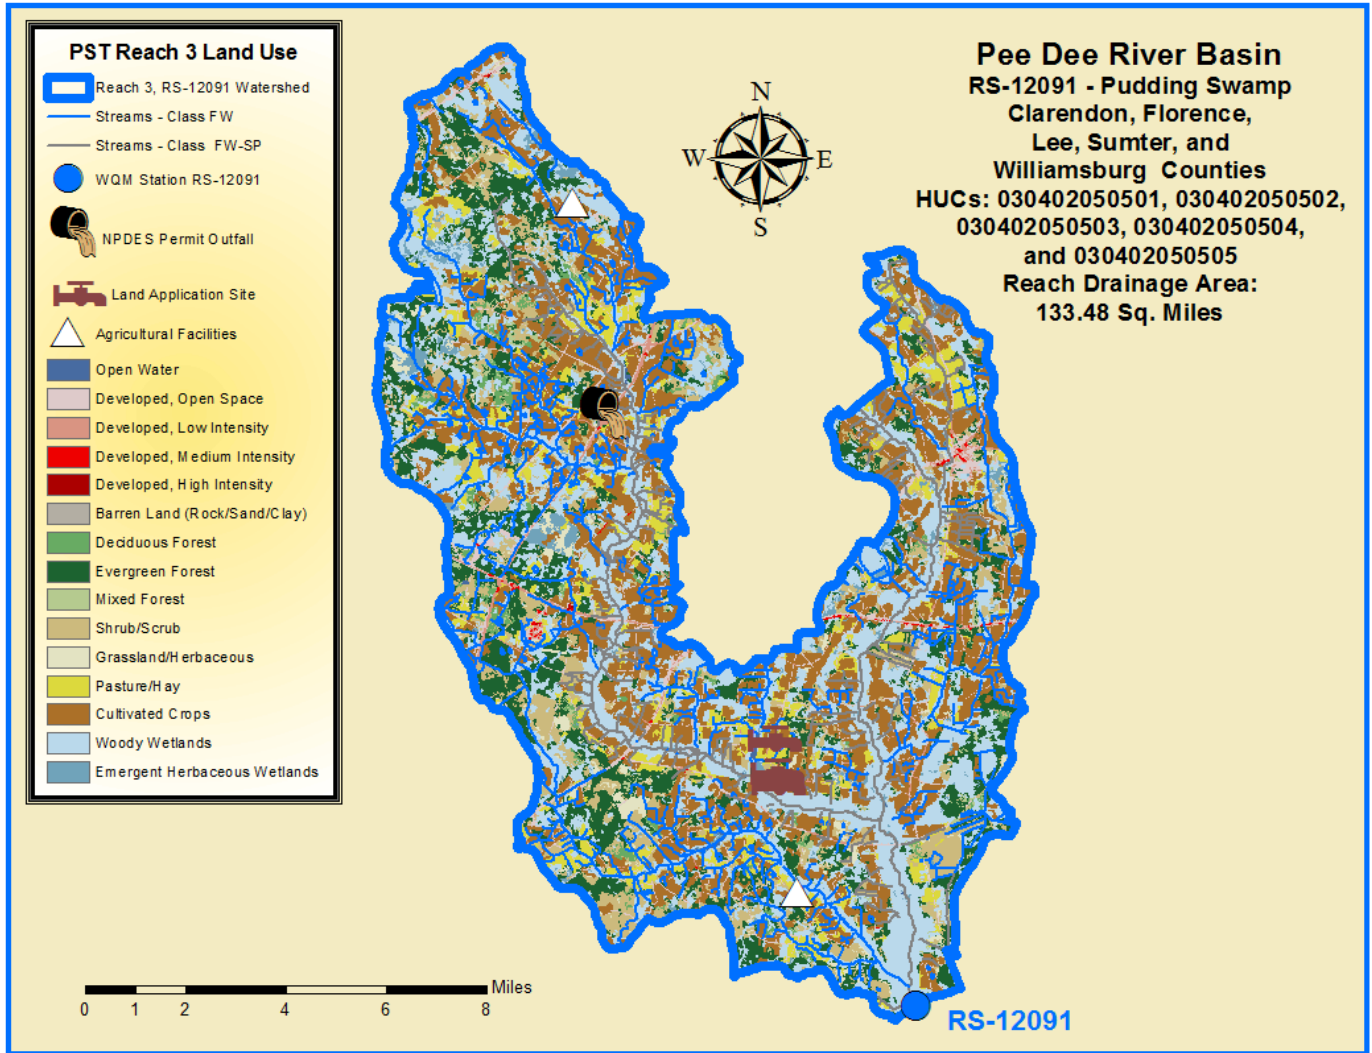 PST Reach 3 Land Use
Reach 3, RS-12091 Watershed
Streams - Class FW
Streams - Class FW-SP
WQM Station RS-12091
NPDES Permit Outfall
Land Application Site
Agricultural Facilities
Open Water
Developed, Open Space
Developed, Low Intensity
Developed, Medium Intensity
Developed, High Intensity
Barren Land (Rock/Sand/Clay)
Deciduous Forest
Evergreen Forest
Mixed Forest
Shrub/Scrub
Grassland/Herbaceous
Pasture/Hay
Cultivated Crops
Woody Wetlands
Emergent Herbaceous Wetlands
N
W E
S
Pee Dee River Basin
RS-12091 - Pudding Swamp
Clarendon, Florence,
Lee, Sumter, and
Williamsburg Counties
HUCs: 030402050501, 030402050502,
030402050503, 030402050504,
and 030402050505
Reach Drainage Area:
133.48 Sq. Miles
Miles
0 1 2 4 6 8
RS-12091